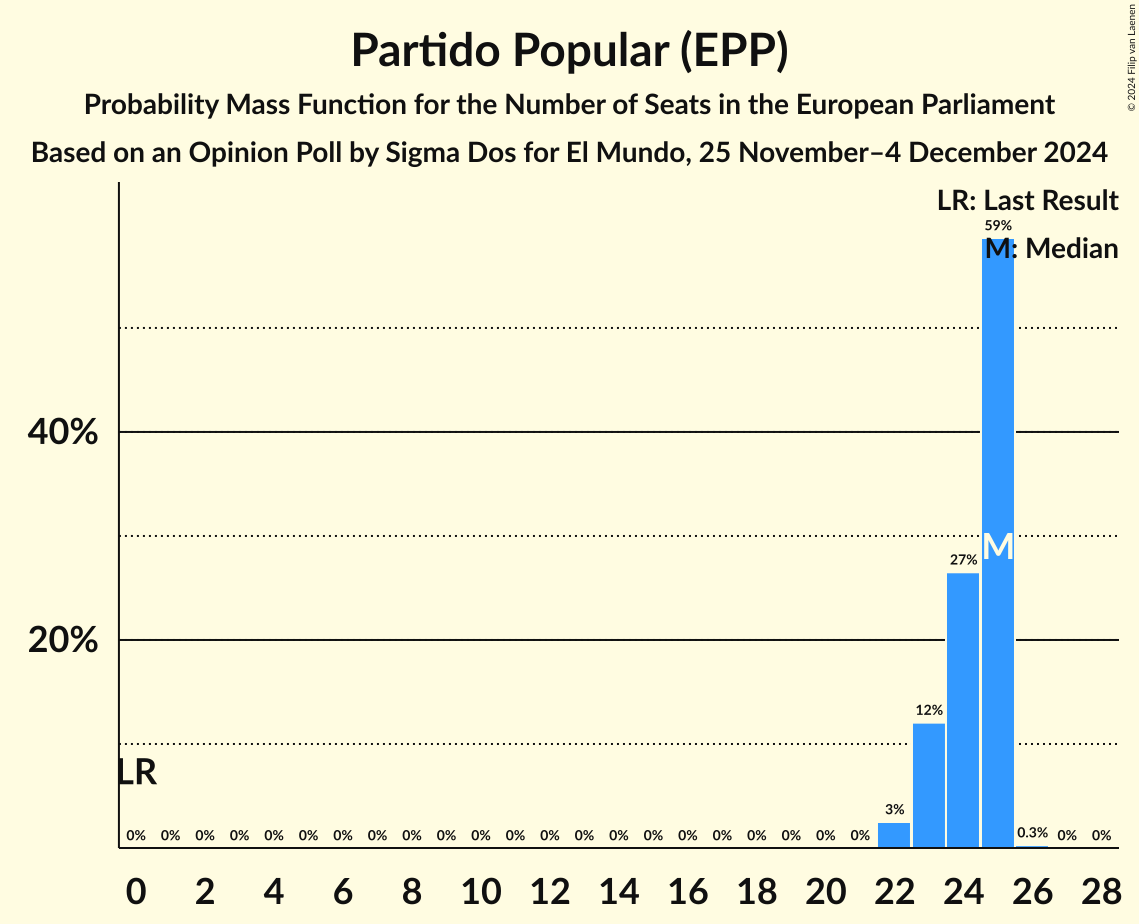 © 2024 Filip van Laenen
Partido Popular (EPP)
Probability Mass Function for the Number of Seats in the European Parliament
Based on an Opinion Poll by Sigma Dos for El Mundo, 25 November–4 December 2024
LR: Last Result
59%
M: Median
40%
M
27%
20%
12%
LR
3%
0% 0% 0% 0% 0% 0% 0% 0% 0% 0% 0% 0% 0% 0% 0% 0% 0% 0% 0% 0% 0% 0% 0.3% 0% 0%
0 2 4 6 8 10 12 14 16 18 20 22 24 26 28